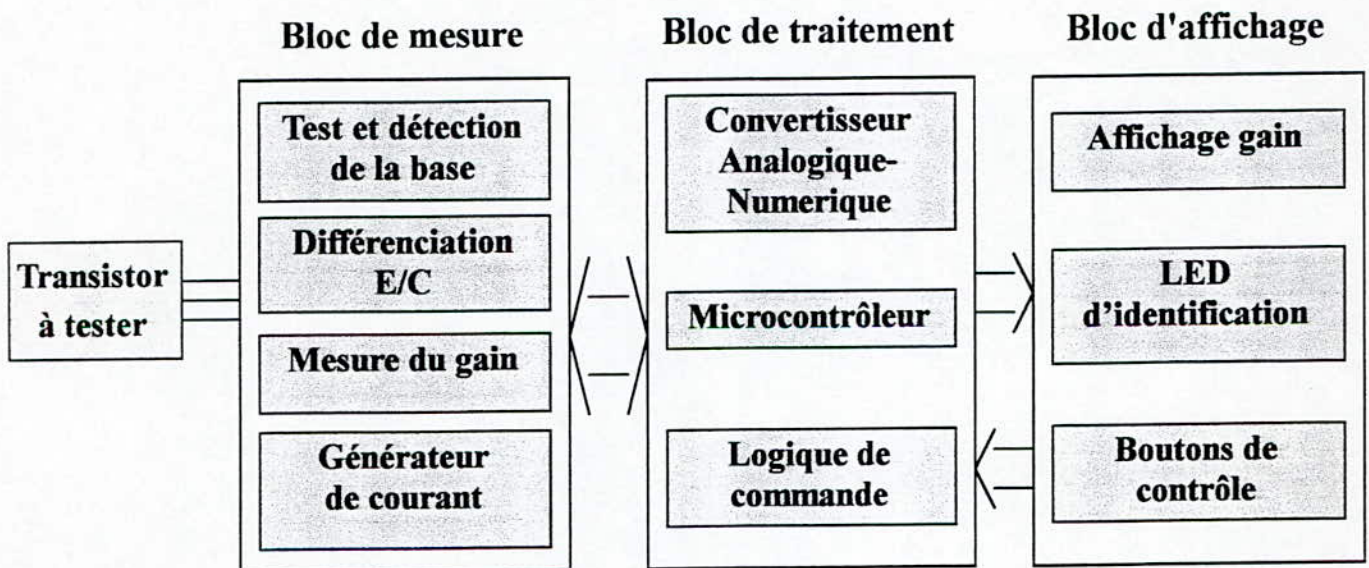 Bloc de mesure
Bloc de traitement
Bloc d'affichage
Transistor
à tester
Test et détection
de la base
Différenciation
E/C
Mesure du gain
Générateur
de courant
Convertisseur
Analogique-
Numerique
Microcontrôleur
Logique de
commande
Affichage gain
LED
d'identification
Boutons de
contrôle